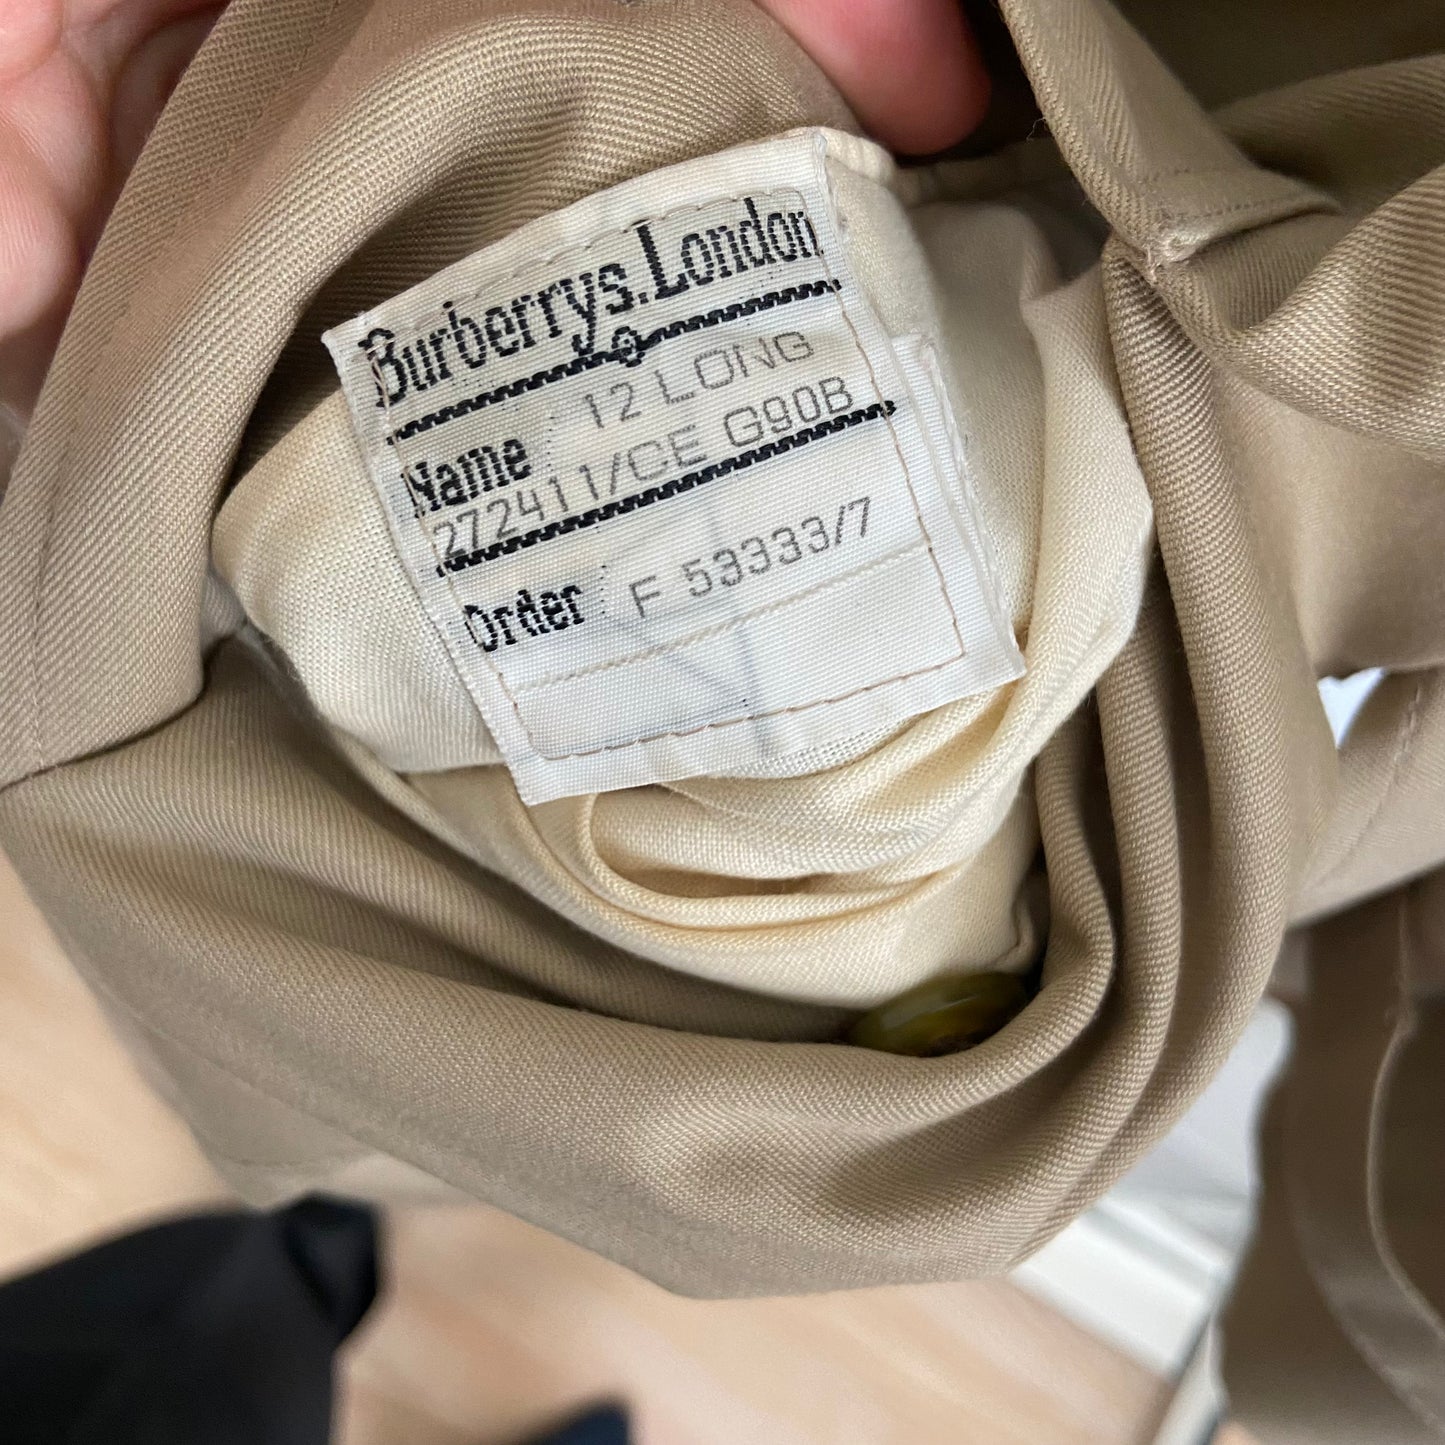 Burberrys. London
12 LONG
Name
272411/CE G90B
Order F 53333/7